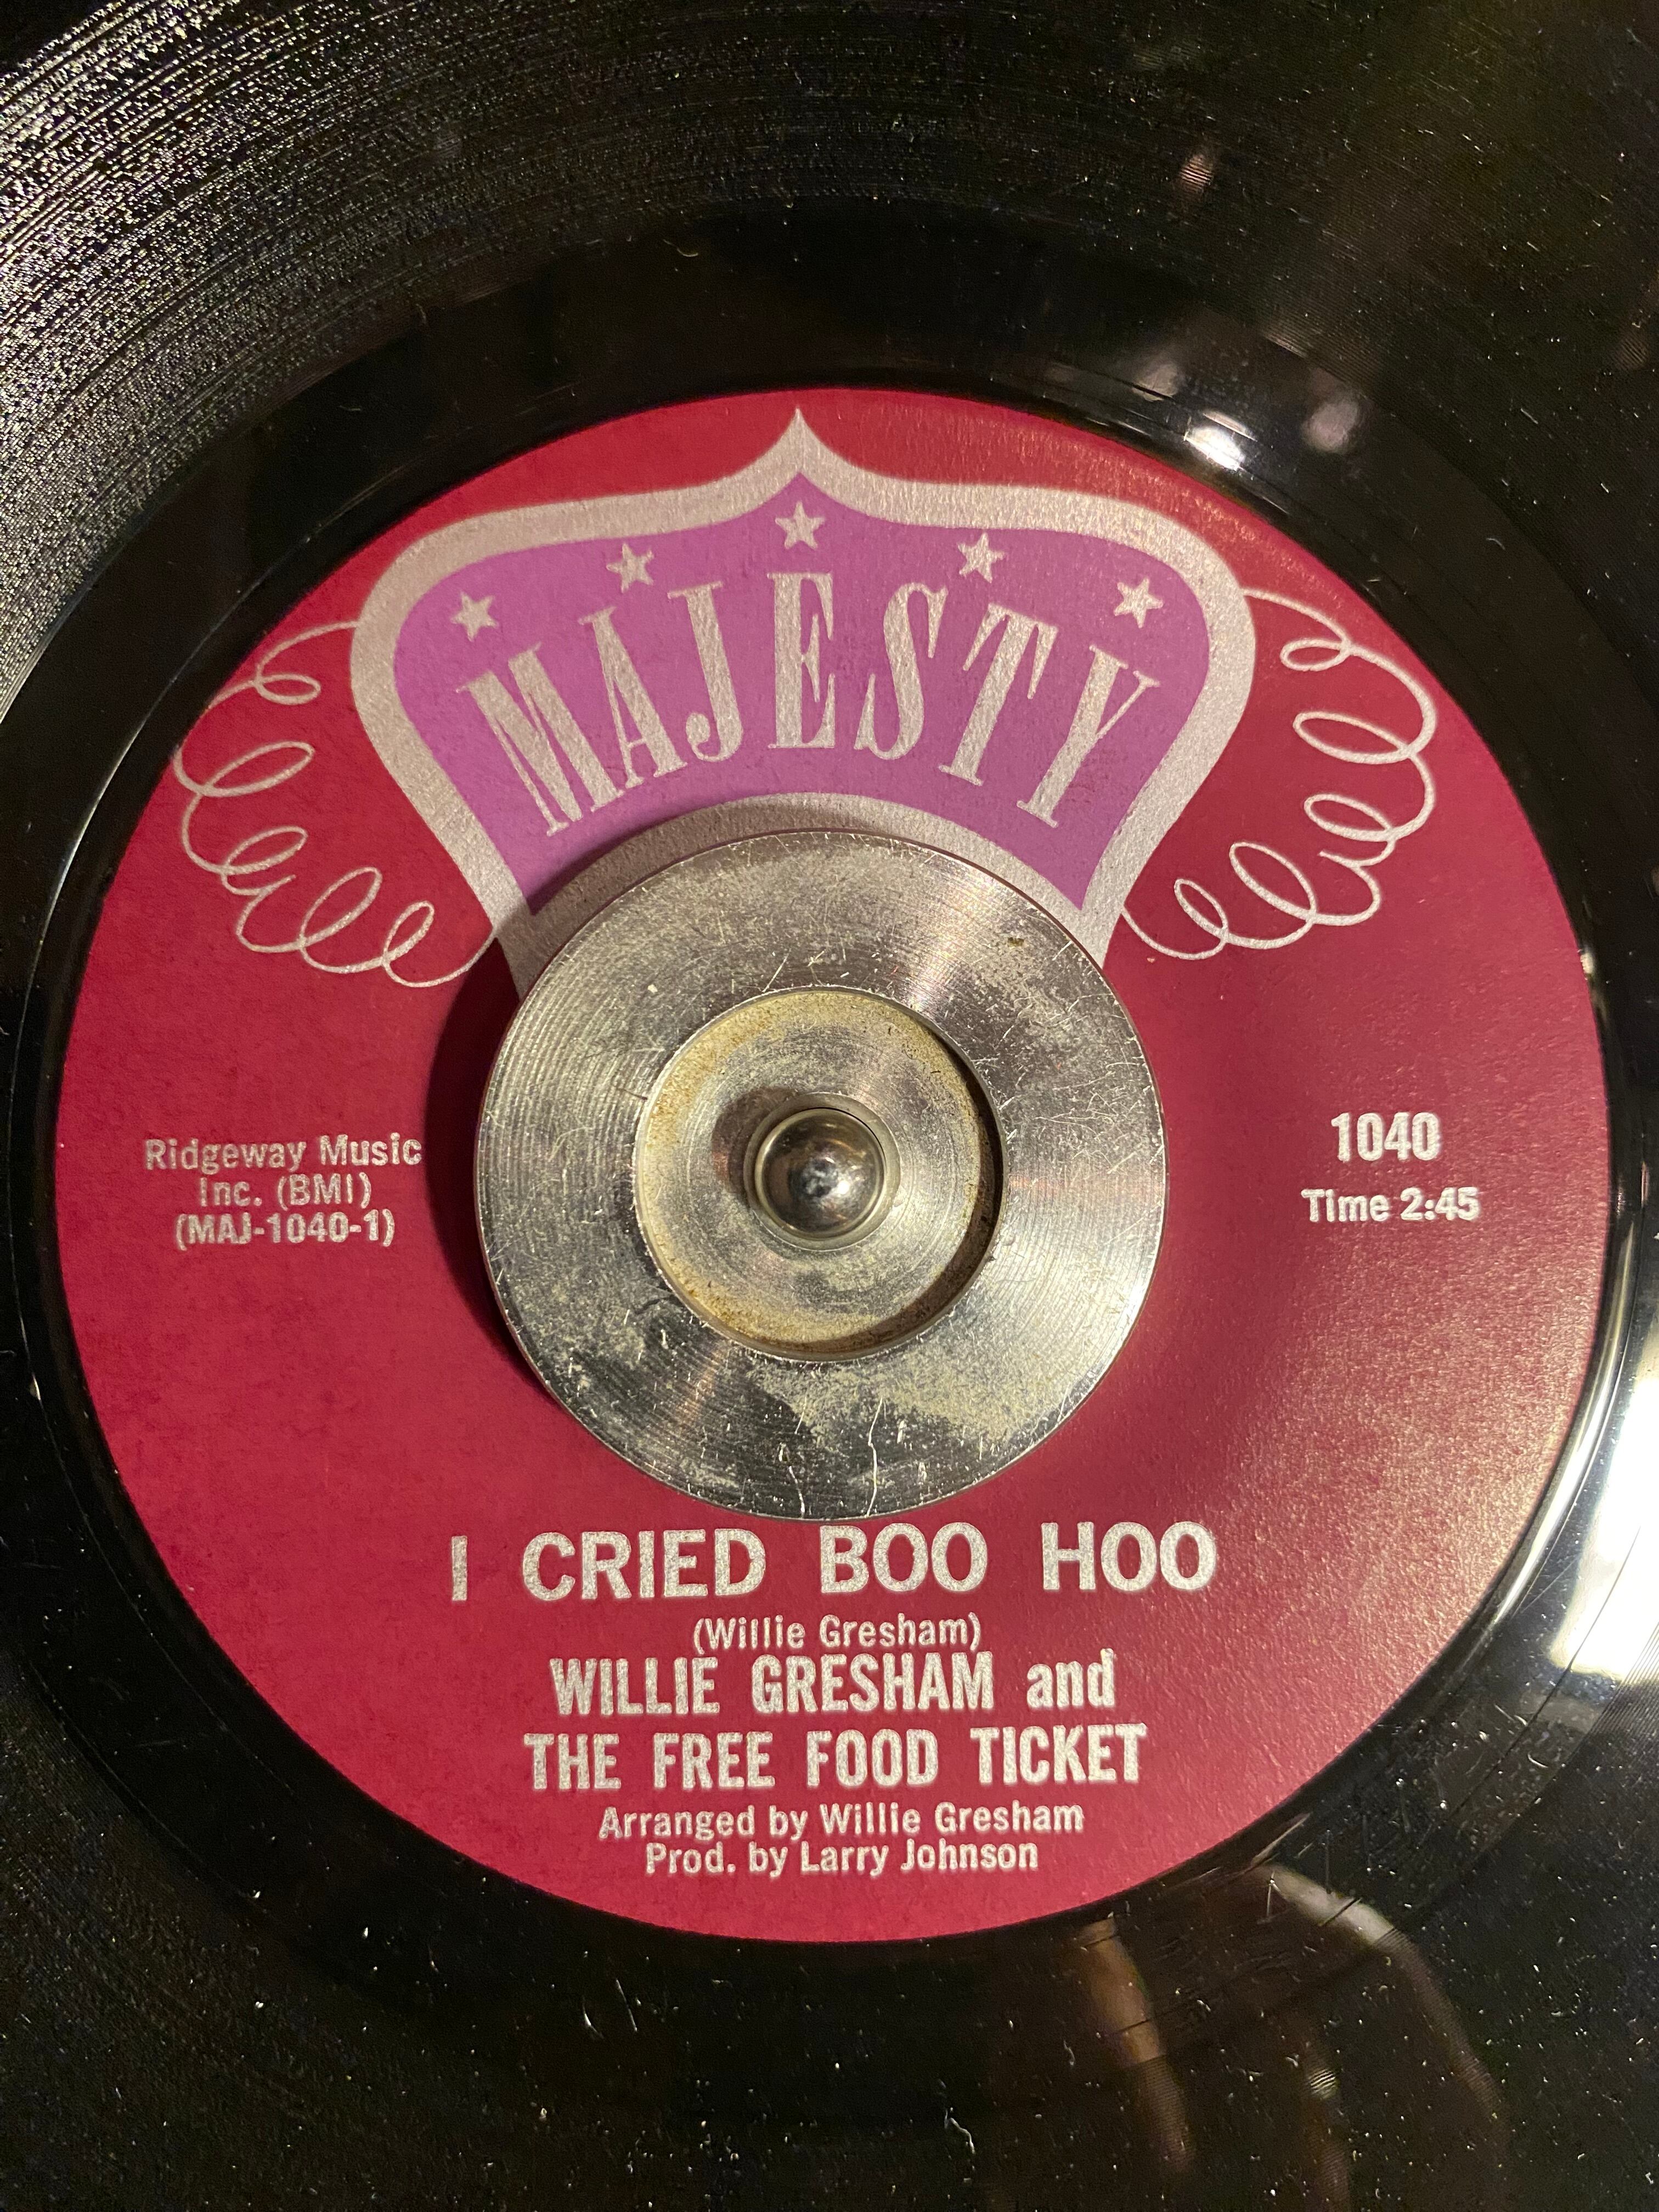 MAJESTY
Ridgeway Music
Inc. (BMI)
(MAJ-1040-1)
1040
Time 2:45
I CRIED BOO HOO
(Willie Gresham)
WILLIE GRESHAM and
THE FREE FOOD TICKET
Arranged by Willie Gresham
Prod. by Larry Johnson